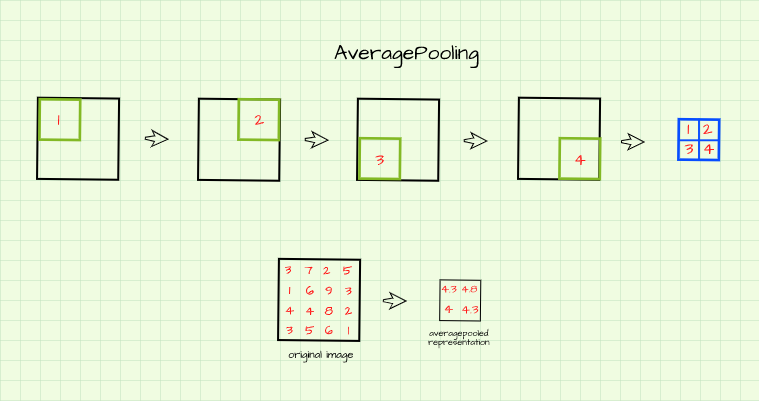 AveragePooling
1
2
3
4
1 2
3 4
3 7 2 5
1 6 9 3
4 4 8 2
3 5 6 1
4.3 4.8
4 4.3
original image
averagepooled
representation